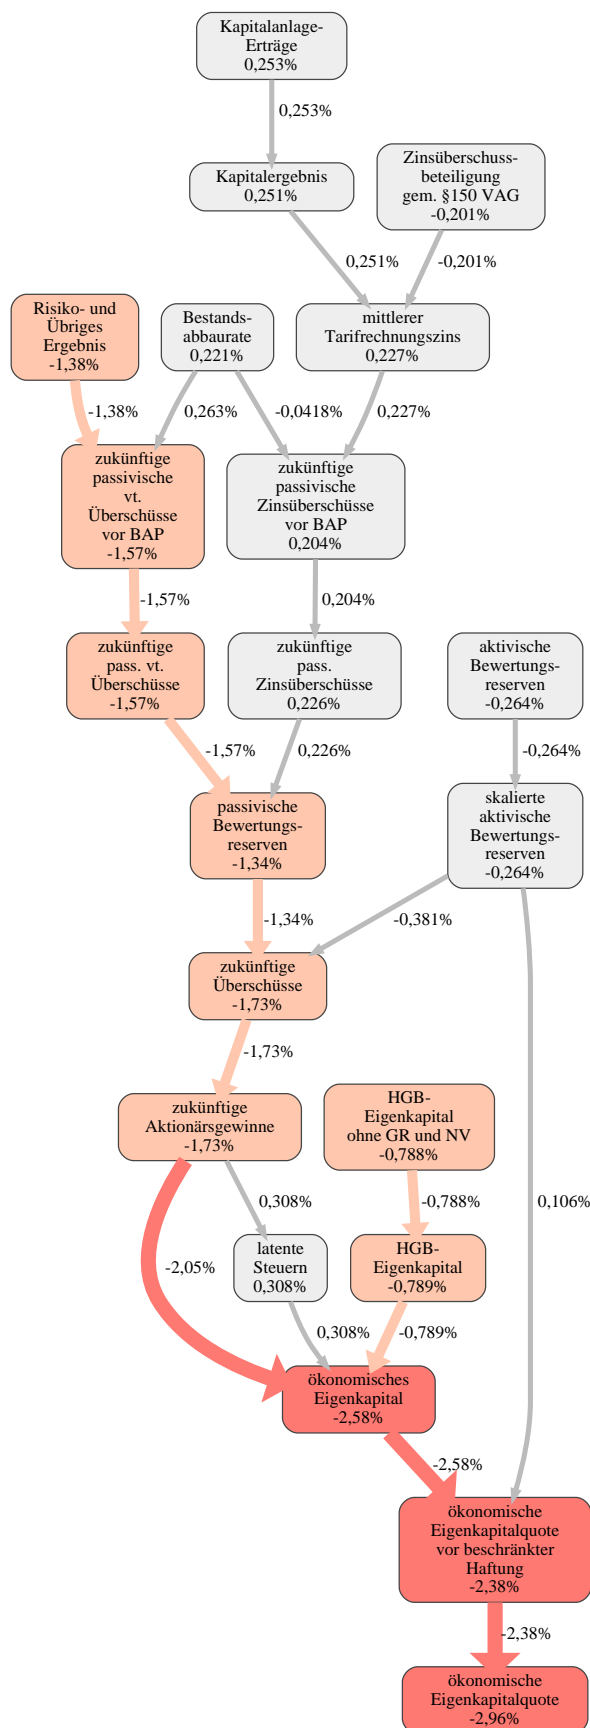 Kapitalanlage-
Erträge
0,253%
0,253%
Kapitalergebnis
0,251%
Zinsüberschuss-
beteiligung
gem. §150 VAG
-0,201%
0,251%
-0,201%
Risiko- und
Übriges
Ergebnis
-1,38%
Bestands-
abbaurate
0,221%
mittlerer
Tarifrechnungszins
0,227%
-1,38%
0,263%
-0,0418%
0,227%
zukünftige
passivische
vt.
Überschüsse
vor BAP
-1,57%
zukünftige
passivische
Zinsüberschüsse
vor BAP
0,204%
-1,57%
0,204%
zukünftige
pass. vt.
Überschüsse
-1,57%
zukünftige
pass.
Zinsüberschüsse
0,226%
aktivische
Bewertungs-
reserven
-0,264%
-1,57%
0,226%
-0,264%
passivische
Bewertungs-
reserven
-1,34%
skalierte
aktivische
Bewertungs-
reserven
-0,264%
-1,34%
-0,381%
zukünftige
Überschüsse
-1,73%
-1,73%
zukünftige
Aktionärsgewinne
-1,73%
HGB-
Eigenkapital
ohne GR und NV
-0,788%
0,308%
-0,788%
0,106%
-2,05%
latente
Steuern
0,308%
HGB-
Eigenkapital
-0,789%
0,308%
-0,789%
ökonomisches
Eigenkapital
-2,58%
-2,58%
ökonomische
Eigenkapitalquote
vor beschränkter
Haftung
-2,38%
-2,38%
ökonomische
Eigenkapitalquote
-2,96%